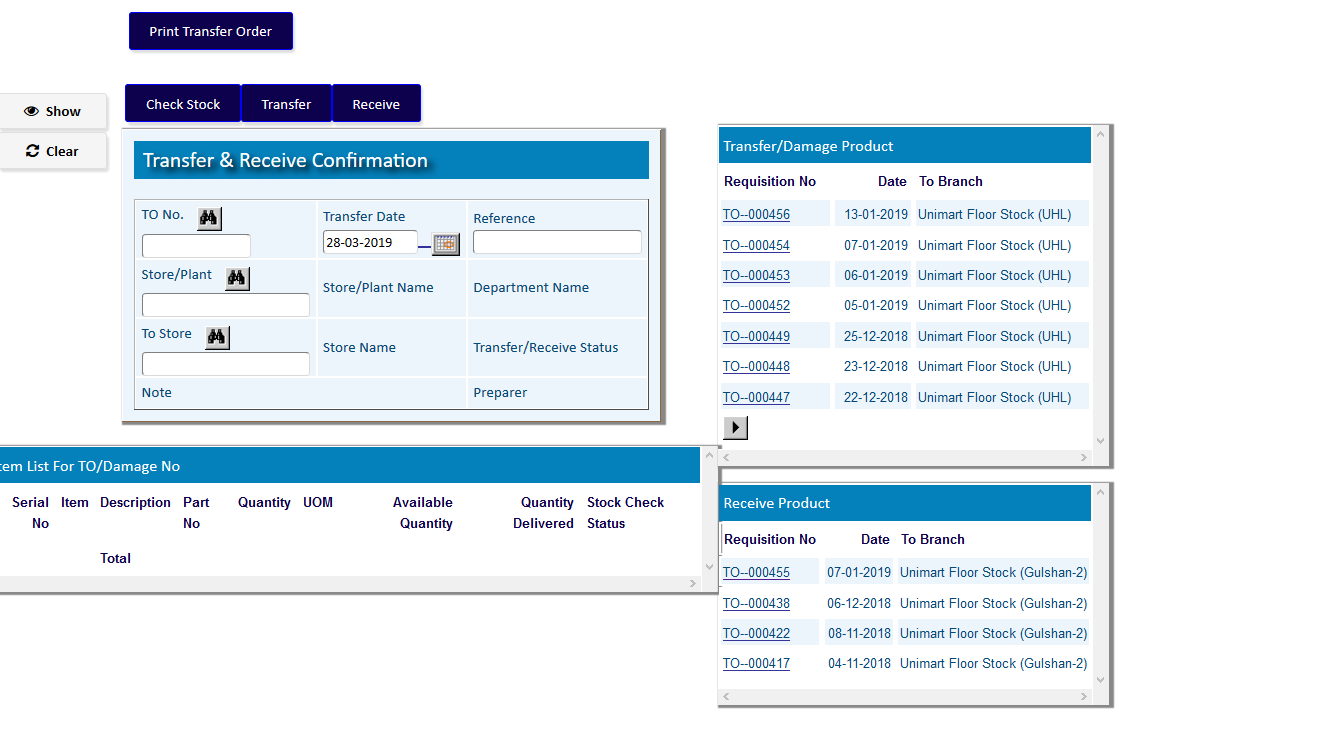 Print Transfer Order
Show
Clear
Check Stock Transfer Receive
Transfer & Receive Confirmation
TO No.
Transfer Date
28-03-2019
Reference
Store/Plant
Store/Plant Name
Department Name
To Store
Store Name
Transfer/Receive Status
Note
Preparer
Transfer/Damage Product
Requisition No Date To Branch
TO--000456 13-01-2019 Unimart Floor Stock (UHL)
TO--000454 07-01-2019 Unimart Floor Stock (UHL)
TO--000453 06-01-2019 Unimart Floor Stock (UHL)
TO--000452 05-01-2019 Unimart Floor Stock (UHL)
TO--000449 25-12-2018 Unimart Floor Stock (UHL)
TO--000448 23-12-2018 Unimart Floor Stock (UHL)
TO--000447 22-12-2018 Unimart Floor Stock (UHL)
tem List For TO/Damage No
Serial No Item Description Part No Quantity UOM Available Quantity Quantity Delivered Stock Check Status
Total
Receive Product
Requisition No Date To Branch
TO--000455 07-01-2019 Unimart Floor Stock (Gulshan-2)
TO--000438 06-12-2018 Unimart Floor Stock (Gulshan-2)
TO--000422 08-11-2018 Unimart Floor Stock (Gulshan-2)
TO--000417 04-11-2018 Unimart Floor Stock (Gulshan-2)